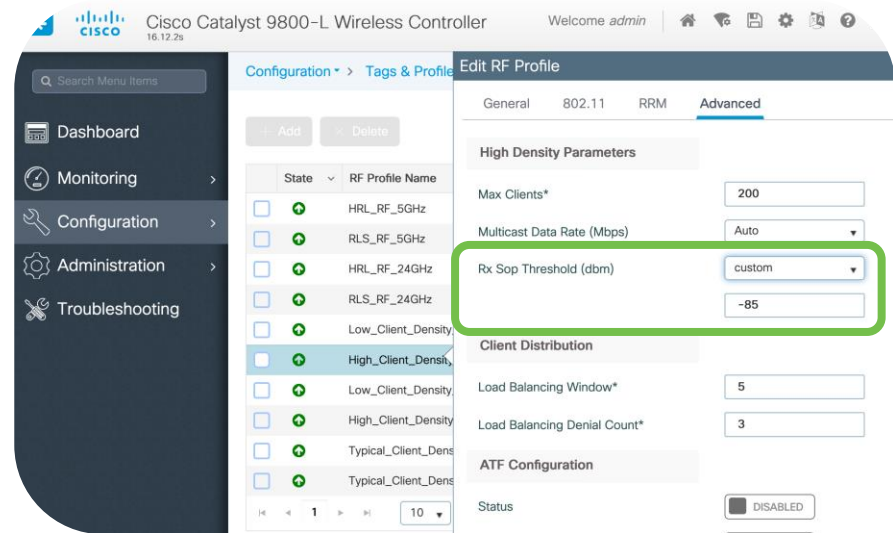 CISCO
Cisco Catalyst 9800-L Wireless Controller
16.12.2s
Welcome admin
Search Menu Items
Dashboard
Monitoring
Configuration
Administration
Troubleshooting
Configuration > Tags & Profile
+ Add
× Delete
State
RF Profile Name
HRL_RF_5GHz
RLS_RF_5GHz
HRL_RF_24GHz
RLS_RF_24GHz
Low_Client_Density
High_Client_Density
Low_Client_Density
High_Client_Density
Typical_Client_Dens
Typical_Client_Dens
1
10
Edit RF Profile
General
802.11
RRM
Advanced
High Density Parameters
Max Clients*
200
Multicast Data Rate (Mbps)
Auto
Rx Sop Threshold (dbm)
custom
-85
Client Distribution
Load Balancing Window*
5
Load Balancing Denial Count*
3
ATF Configuration
Status
DISABLED